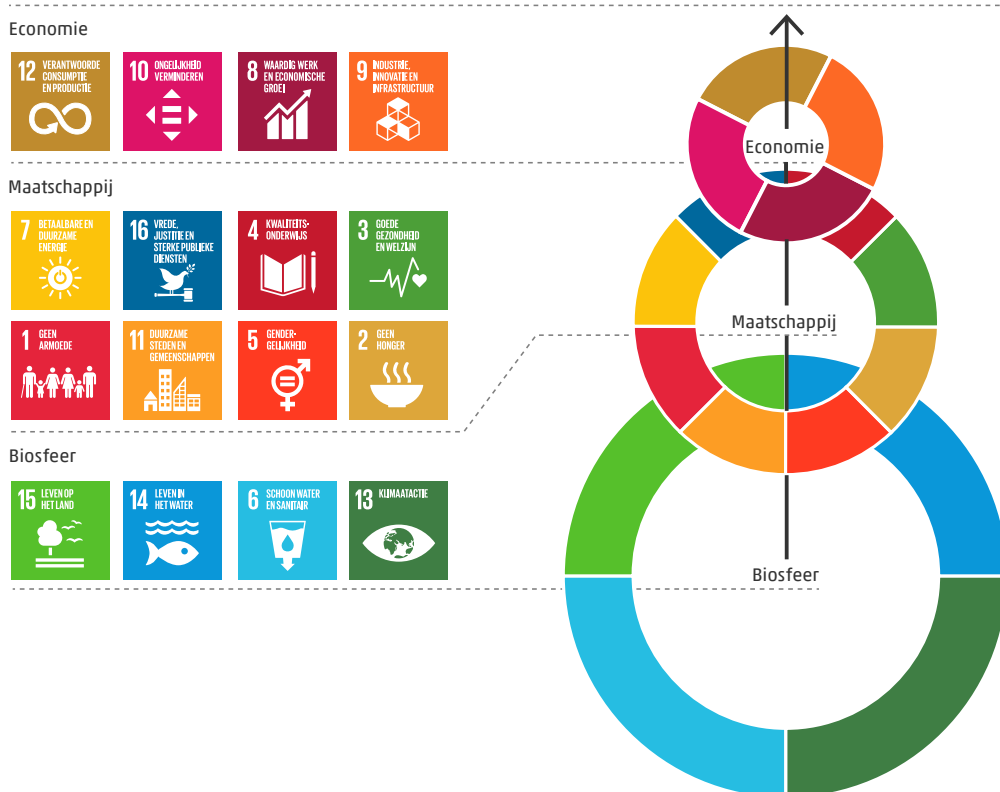 Economie
12 VERANTWOORDE
CONSUMPTIE
EN PRODUCTIE
10 ONGELIJKHEID
VERMINDEREN
8 WAARDIG WERK
EN ECONOMISCHE
GROEI
9 INDUSTRIE,
INNOVATIE EN
INFRASTRUCTUUR
Economie
Maatschappij
7 BETAALBARE EN
DUURZAME
ENERGIE
16 VREDE,
JUSTITIE EN
STERKE PUBLIEKE
DIENSTEN
4 KWALITEITS-
ONDERWIJS
3 GOEDE
GEZONDHEID
EN WELZIJN
1 GEEN
ARMOEDE
11 DUURZAME
STEDEN EN
GEMEENSCHAPPEN
5 GENDER-
GELIJKHEID
2 GEEN
HONGER
Maatschappij
Biosfeer
15 LEVEN OP
HET LAND
14 LEVEN IN
HET WATER
6 SCHOON WATER
EN SANITAIR
13 KLIMAATACTIE
Biosfeer